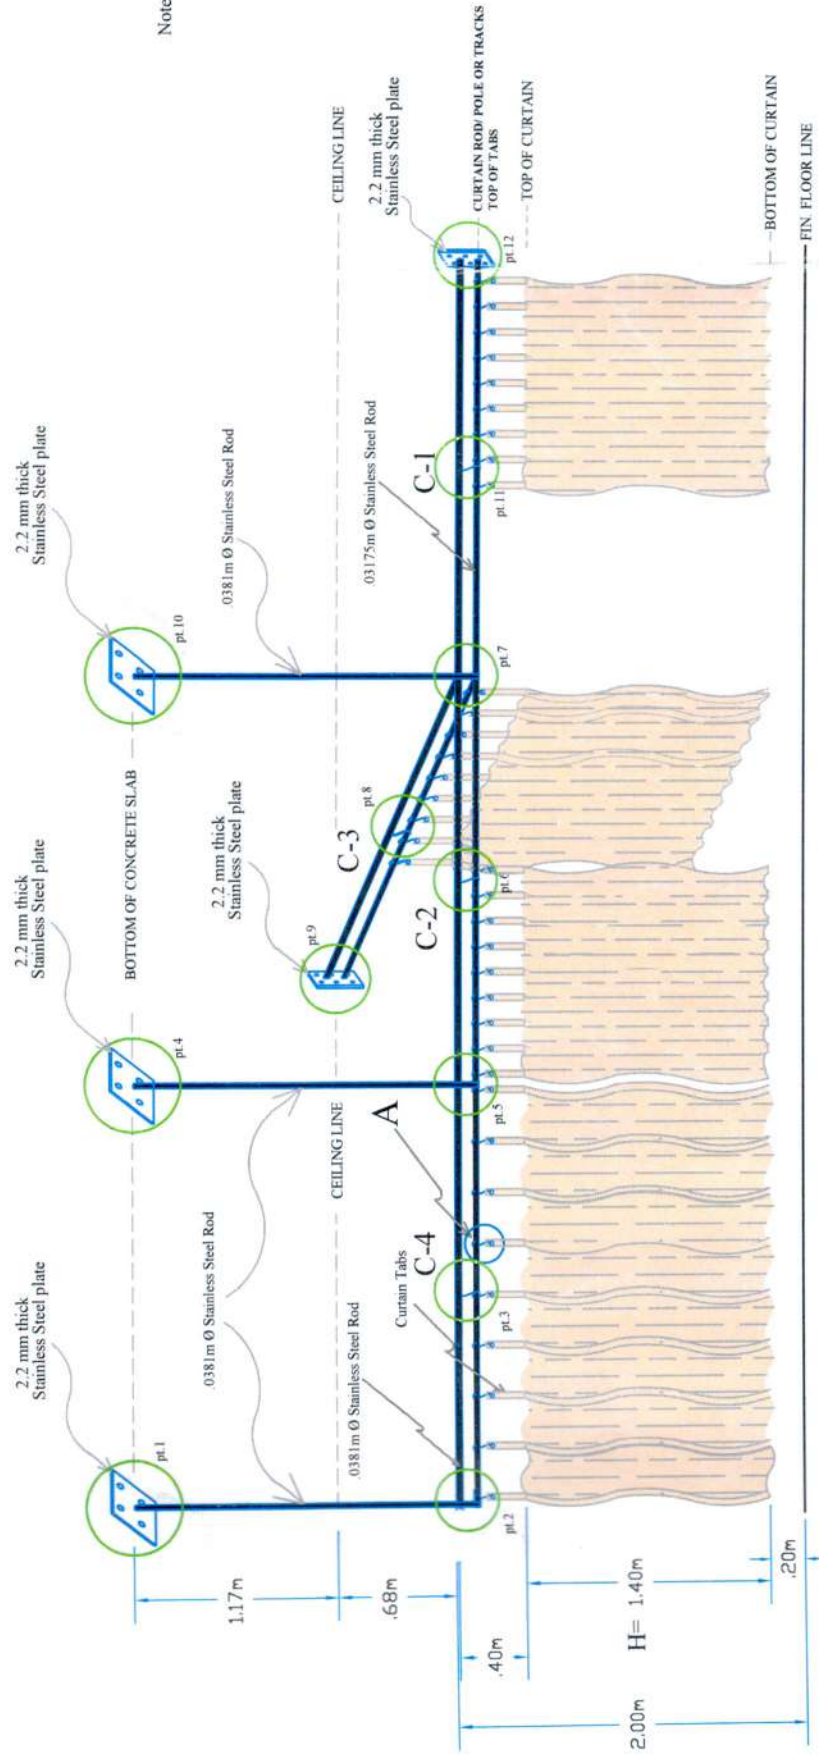 2.2 mm thick
Stainless Steel plate
2.2 mm thick
Stainless Steel plate
2.2 mm thick
Stainless Steel plate
Note
BOTTOM OF CONCRETE SLAB
pt.1
pt.4
pt.10
.0381m Ø Stainless Steel Rod
2.2 mm thick
Stainless Steel plate
.0381m Ø Stainless Steel Rod
1.17m
CEILING LINE
pt.9
CEILING LINE
.0381m Ø Stainless Steel Rod
C-3
pt.8
.03175m Ø Stainless Steel Rod
2.2 mm thick
Stainless Steel plate
.68m
A
Curtain Tabs
C-4
C-2
C-1
CURTAIN ROD/ POLE OR TRACKS
TOP OF TABS
pt.2
pt.3
pt.5
pt.6
pt.7
pt.11
pt.12
.40m
TOP OF CURTAIN
2.00m
H= 1.40m
BOTTOM OF CURTAIN
.20m
FIN. FLOOR LINE